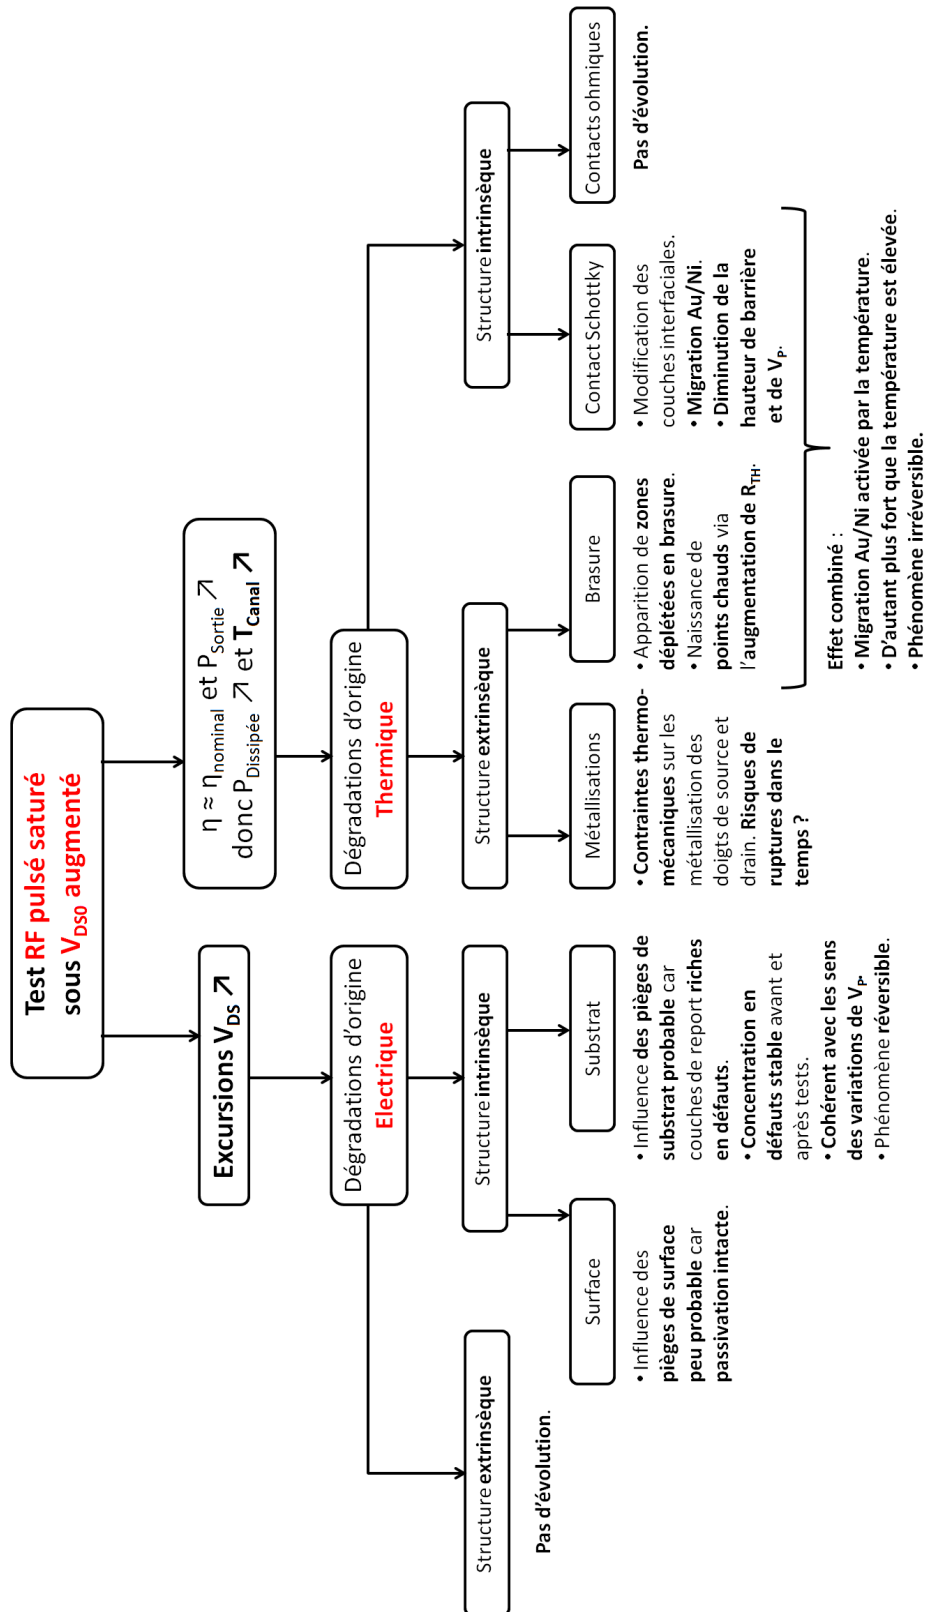 Test RF pulsé saturé
sous VDS0 augmenté
Excursions VDS ↗
η ≈ ηnominal et PSortie ↗
donc PDissipée ↗ et TCanal ↗
Dégradations d'origine
Electrique
Dégradations d'origine
Thermique
Structure extrinsèque
Structure intrinsèque
Structure extrinsèque
Structure intrinsèque
Pas d'évolution.
Surface
• Influence des
pièges de surface
peu probable car
passivation intacte.
Substrat
• Influence des pièges de
substrat probable car
couches de report riches
en défauts.
• Concentration en
défauts stable avant et
après tests.
• Cohérent avec les sens
des variations de VP.
• Phénomène réversible.
Métallisations
• Contraintes thermo-
mécaniques sur les
métallisation des
doigts de source et
drain. Risques de
ruptures dans le
temps ?
Brasure
• Apparition de zones
déplétées en brasure.
• Naissance de
points chauds via
l'augmentation de RTH.
Contact Schottky
• Modification des
couches interfaciales.
• Migration Au/Ni.
• Diminution de la
hauteur de barrière
et de VP.
Contacts ohmiques
Pas d'évolution.
Effet combiné :
• Migration Au/Ni activée par la température.
• D'autant plus fort que la température est élevée.
• Phénomène irréversible.